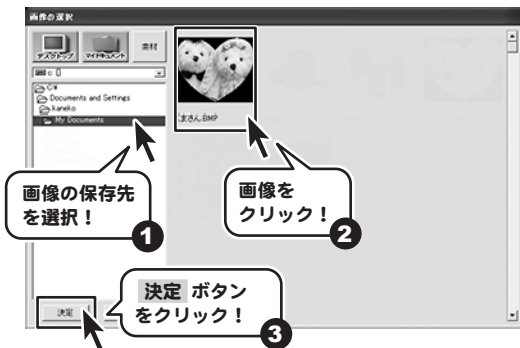 画像の選択
デスクトップ
マイドキュメント
素材
c:[]
C:¥
Documents and Settings
kaneko
My Documents
くまさん.BMP
画像の保存先
を選択！
1
画像を
クリック！
2
決定
決定 ボタン
をクリック！
3